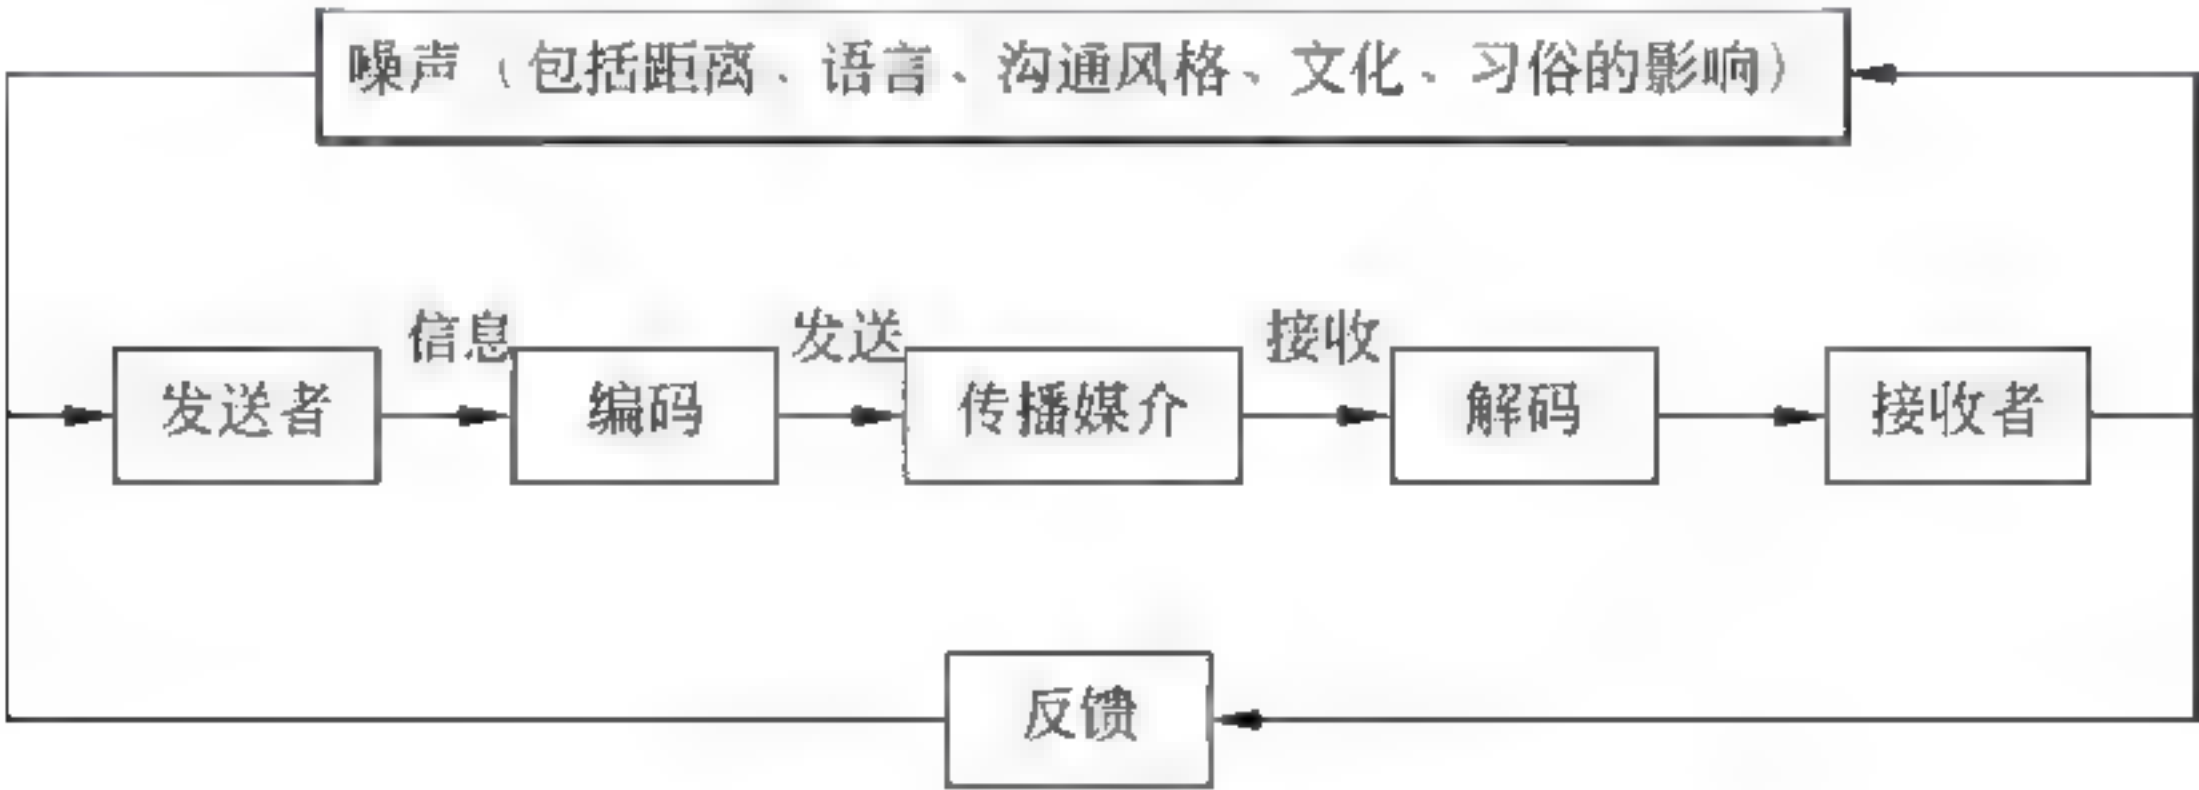 噪声（包括距离、语言、沟通风格、文化、习俗的影响）
信息
发送
接收
发送者
编码
传播媒介
解码
接收者
反馈